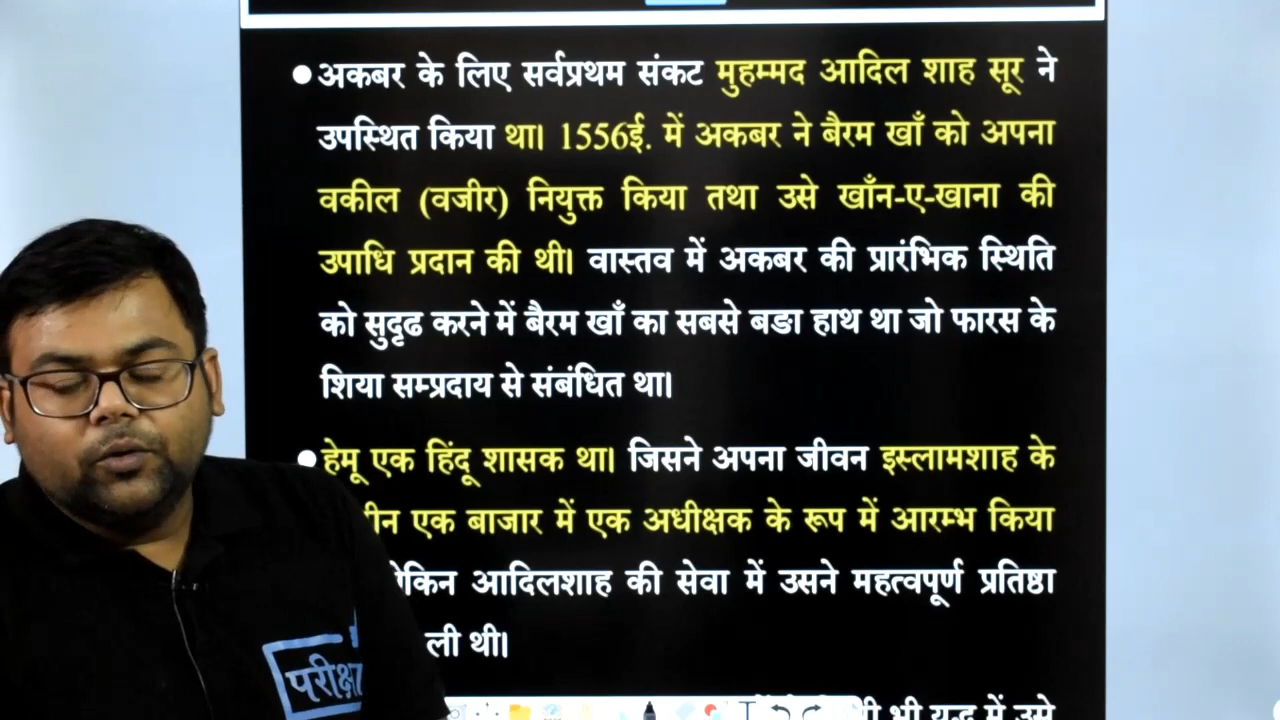 ●अकबर के लिए सर्वप्रथम संकट मुहम्मद आदिल शाह सूर ने
उपस्थित किया था। 1556ई. में अकबर ने बैरम खाँ को अपना
वकील (वजीर) नियुक्त किया तथा उसे खाँन-ए-खाना की
उपाधि प्रदान की थी। वास्तव में अकबर की प्रारंभिक स्थिति
को सुदृढ करने में बैरम खाँ का सबसे बङा हाथ था जो फारस के
शिया सम्प्रदाय से संबंधित था।
●हेमू एक हिंदू शासक था। जिसने अपना जीवन इस्लामशाह के
एक बाजार में एक अधीक्षक के रूप में आरम्भ किया
आदिलशाह की सेवा में उसने महत्वपूर्ण प्रतिष्ठा
ली थी।
भी युद्ध में उसे
परीक्षा